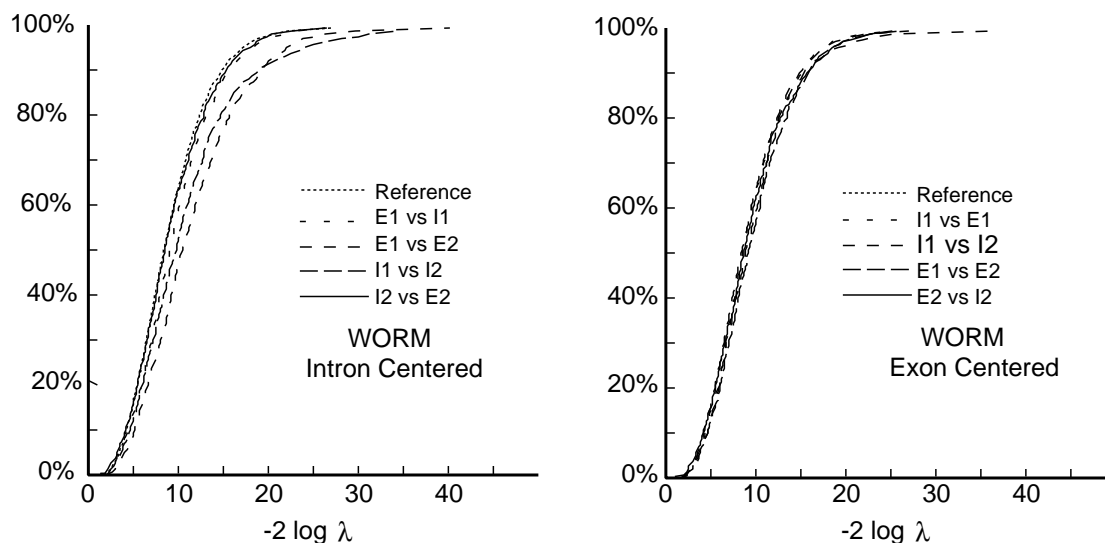 100%
80%
60%
40%
20%
0%
0 10 20 30 40
-2 log λ
Reference
E1 vs I1
E1 vs E2
I1 vs I2
I2 vs E2
WORM
Intron Centered
100%
80%
60%
40%
20%
0%
0 10 20 30 40
-2 log λ
Reference
I1 vs E1
I1 vs I2
E1 vs E2
E2 vs I2
WORM
Exon Centered